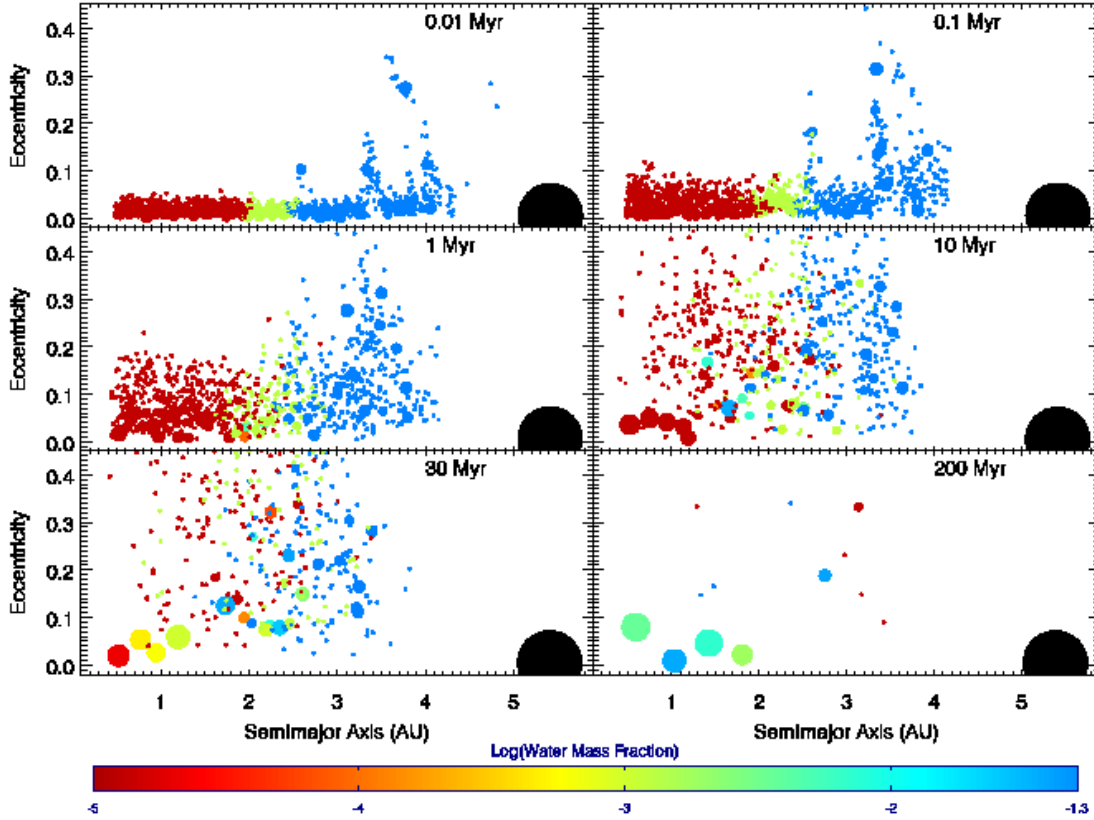 0.01 Myr
0.1 Myr
0.4
0.3
0.2
0.1
0.0
Eccentricity
1 Myr
10 Myr
0.4
0.3
0.2
0.1
0.0
Eccentricity
30 Myr
200 Myr
0.4
0.3
0.2
0.1
0.0
Eccentricity
1 2 3 4 5
1 2 3 4 5
Semimajor Axis (AU)
Semimajor Axis (AU)
Log(Water Mass Fraction)
-5 -4 -3 -2 -1.3